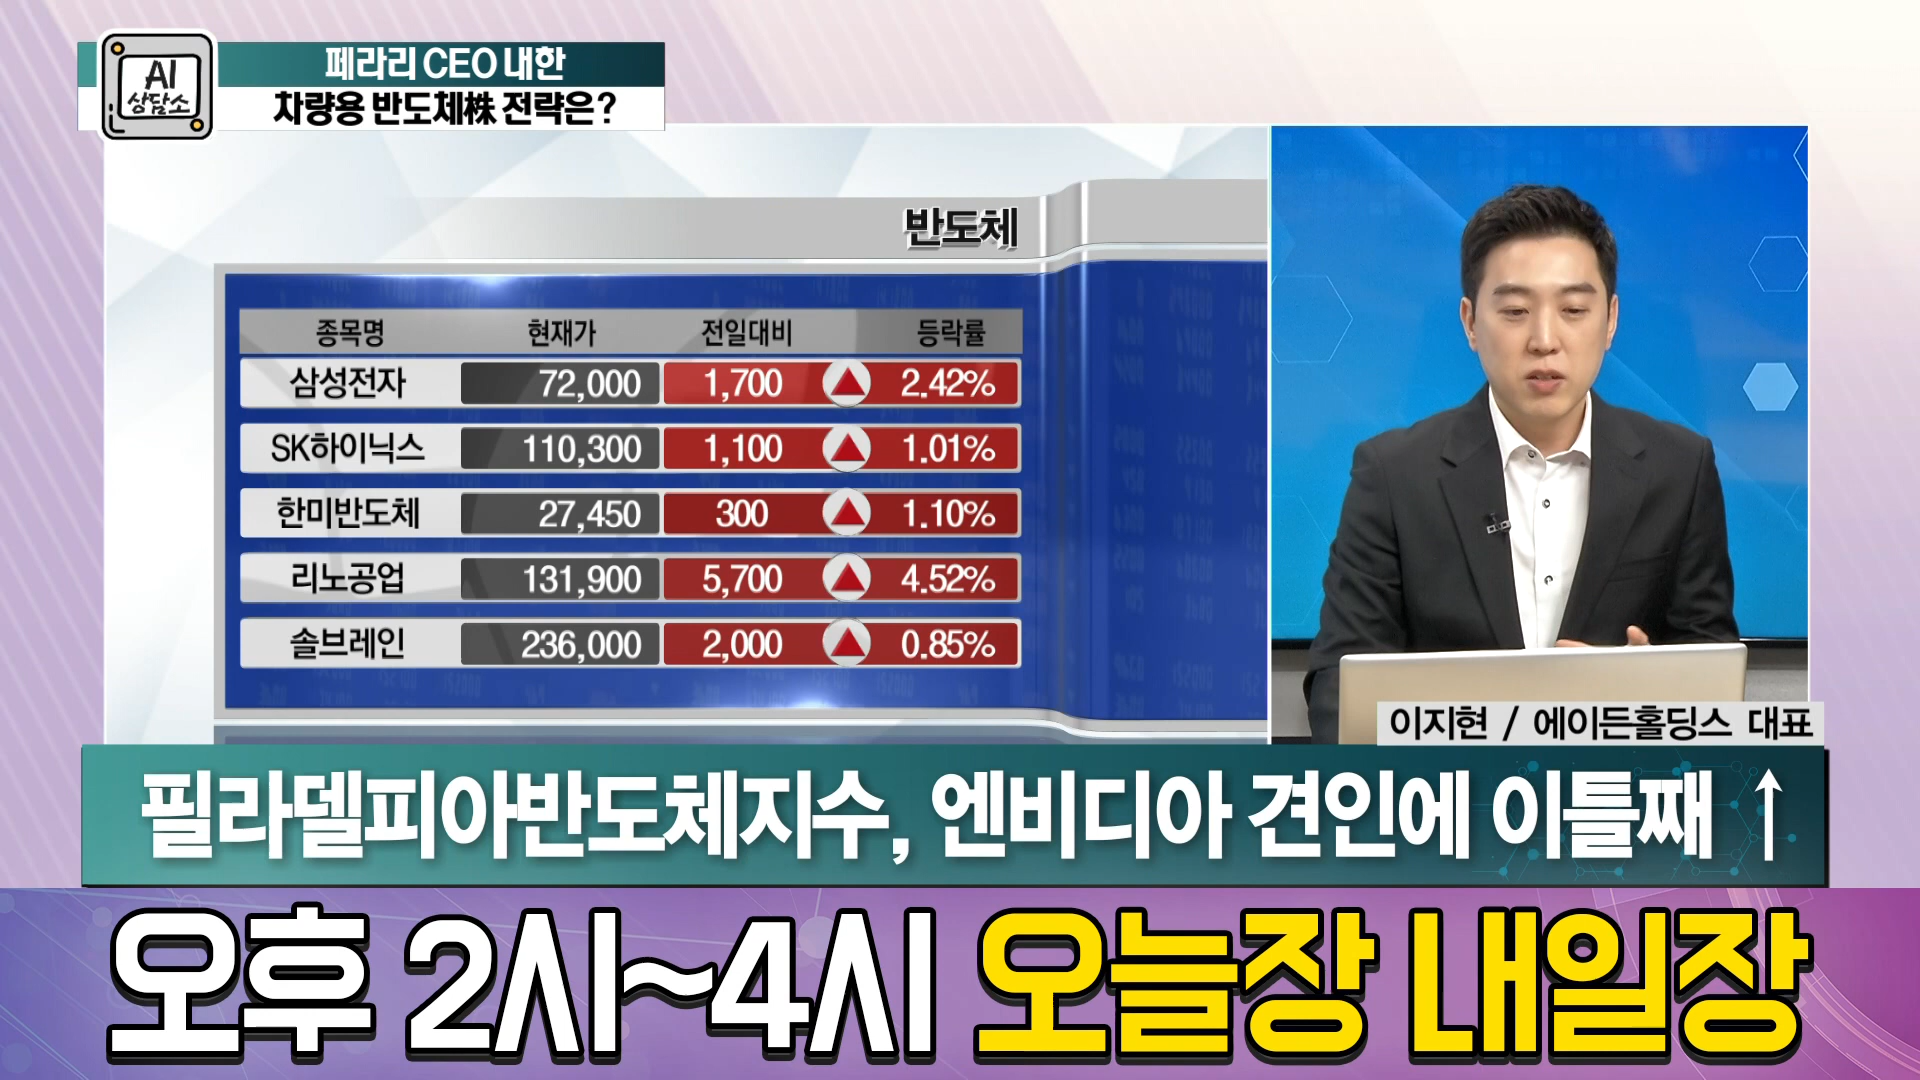 AI
상담소
페라리 CEO 내한
차량용 반도체株 전략은?
반도체
종목명 현재가 전일대비 등락률
삼성전자 72,000 1,700 ▲ 2.42%
SK하이닉스 110,300 1,100 ▲ 1.01%
한미반도체 27,450 300 ▲ 1.10%
리노공업 131,900 5,700 ▲ 4.52%
솔브레인 236,000 2,000 ▲ 0.85%
이지현 / 에이든홀딩스 대표
필라델피아반도체지수, 엔비디아 견인에 이틀째 ↑
오후 2시~4시 오늘장 내일장